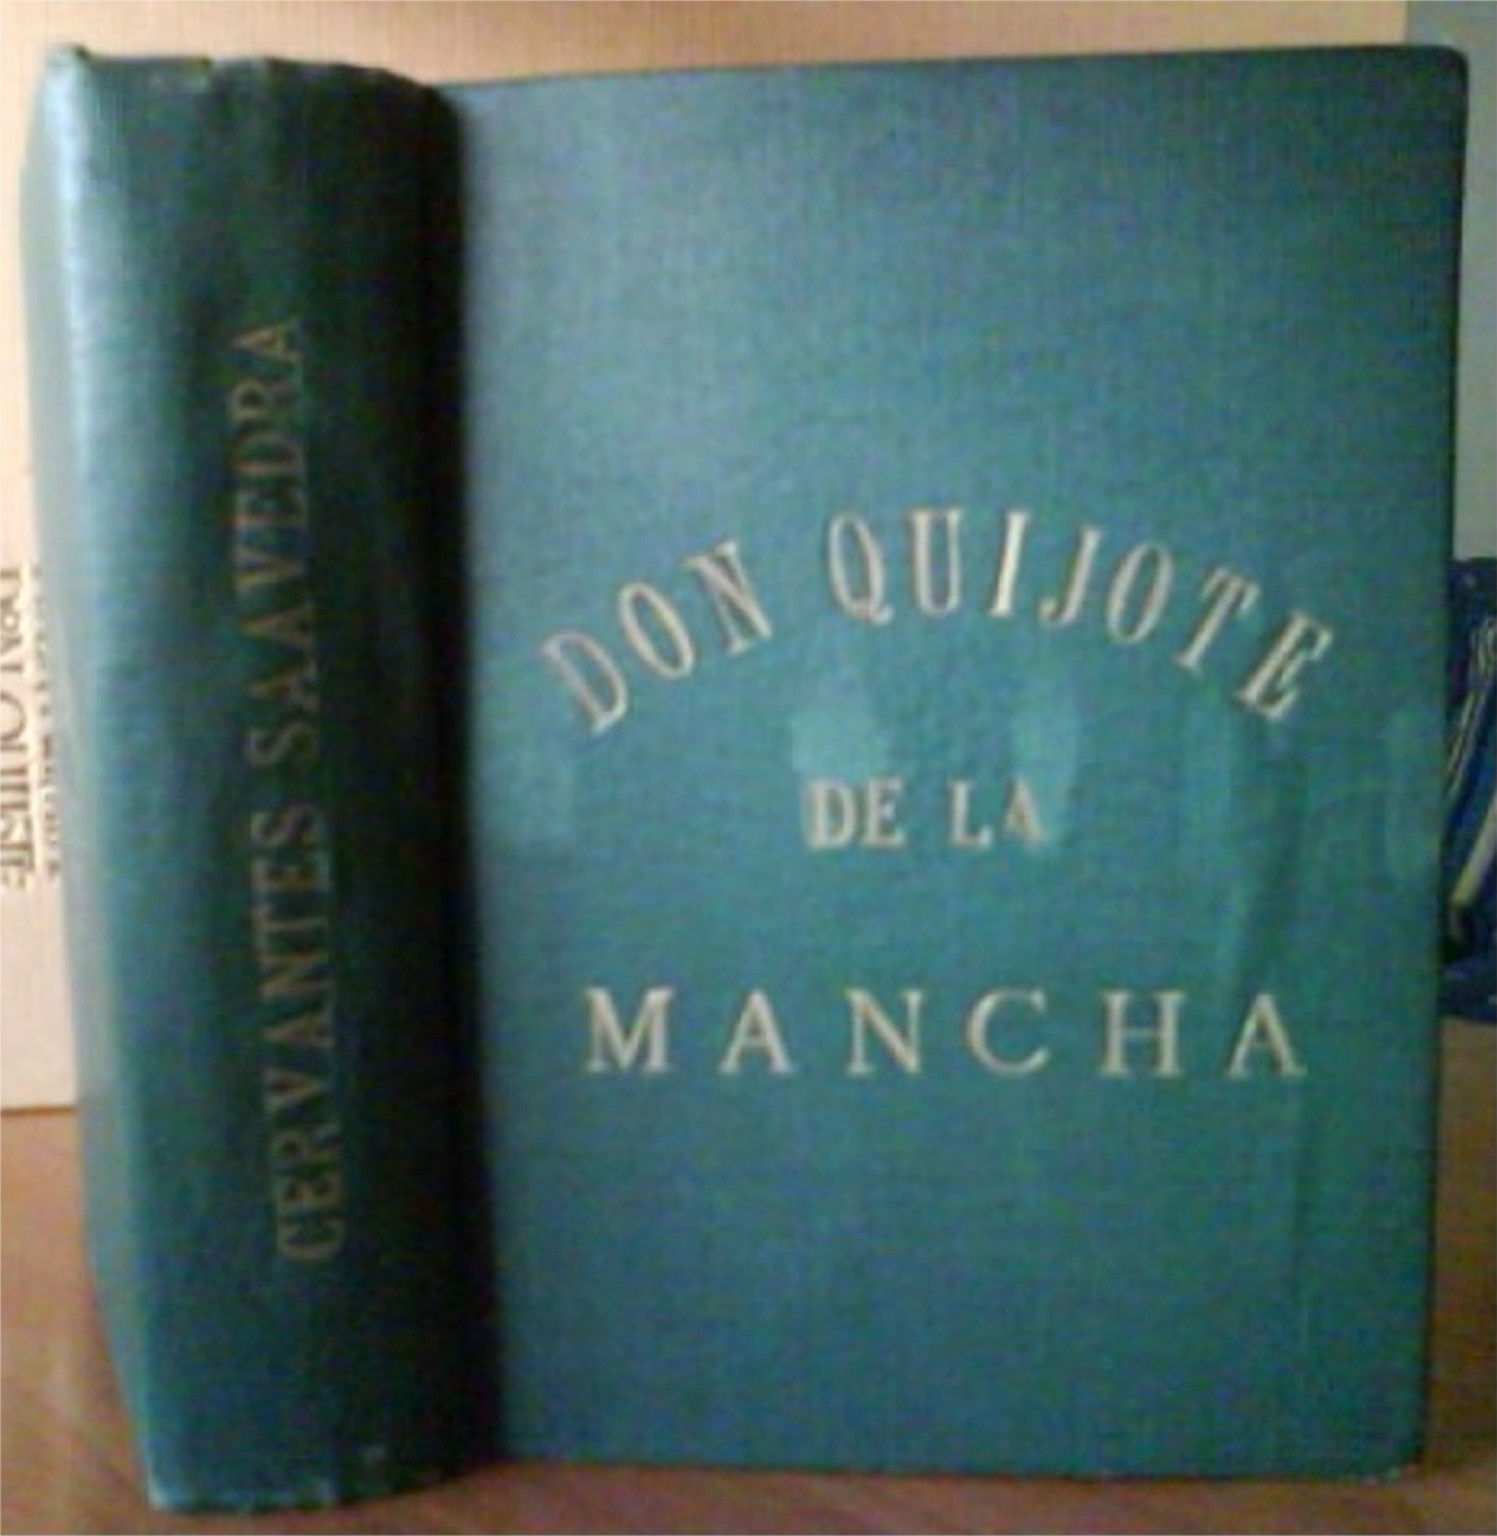 CERVANTES SAAVEDRA
DON QUIJOTE
DE LA
MANCHA